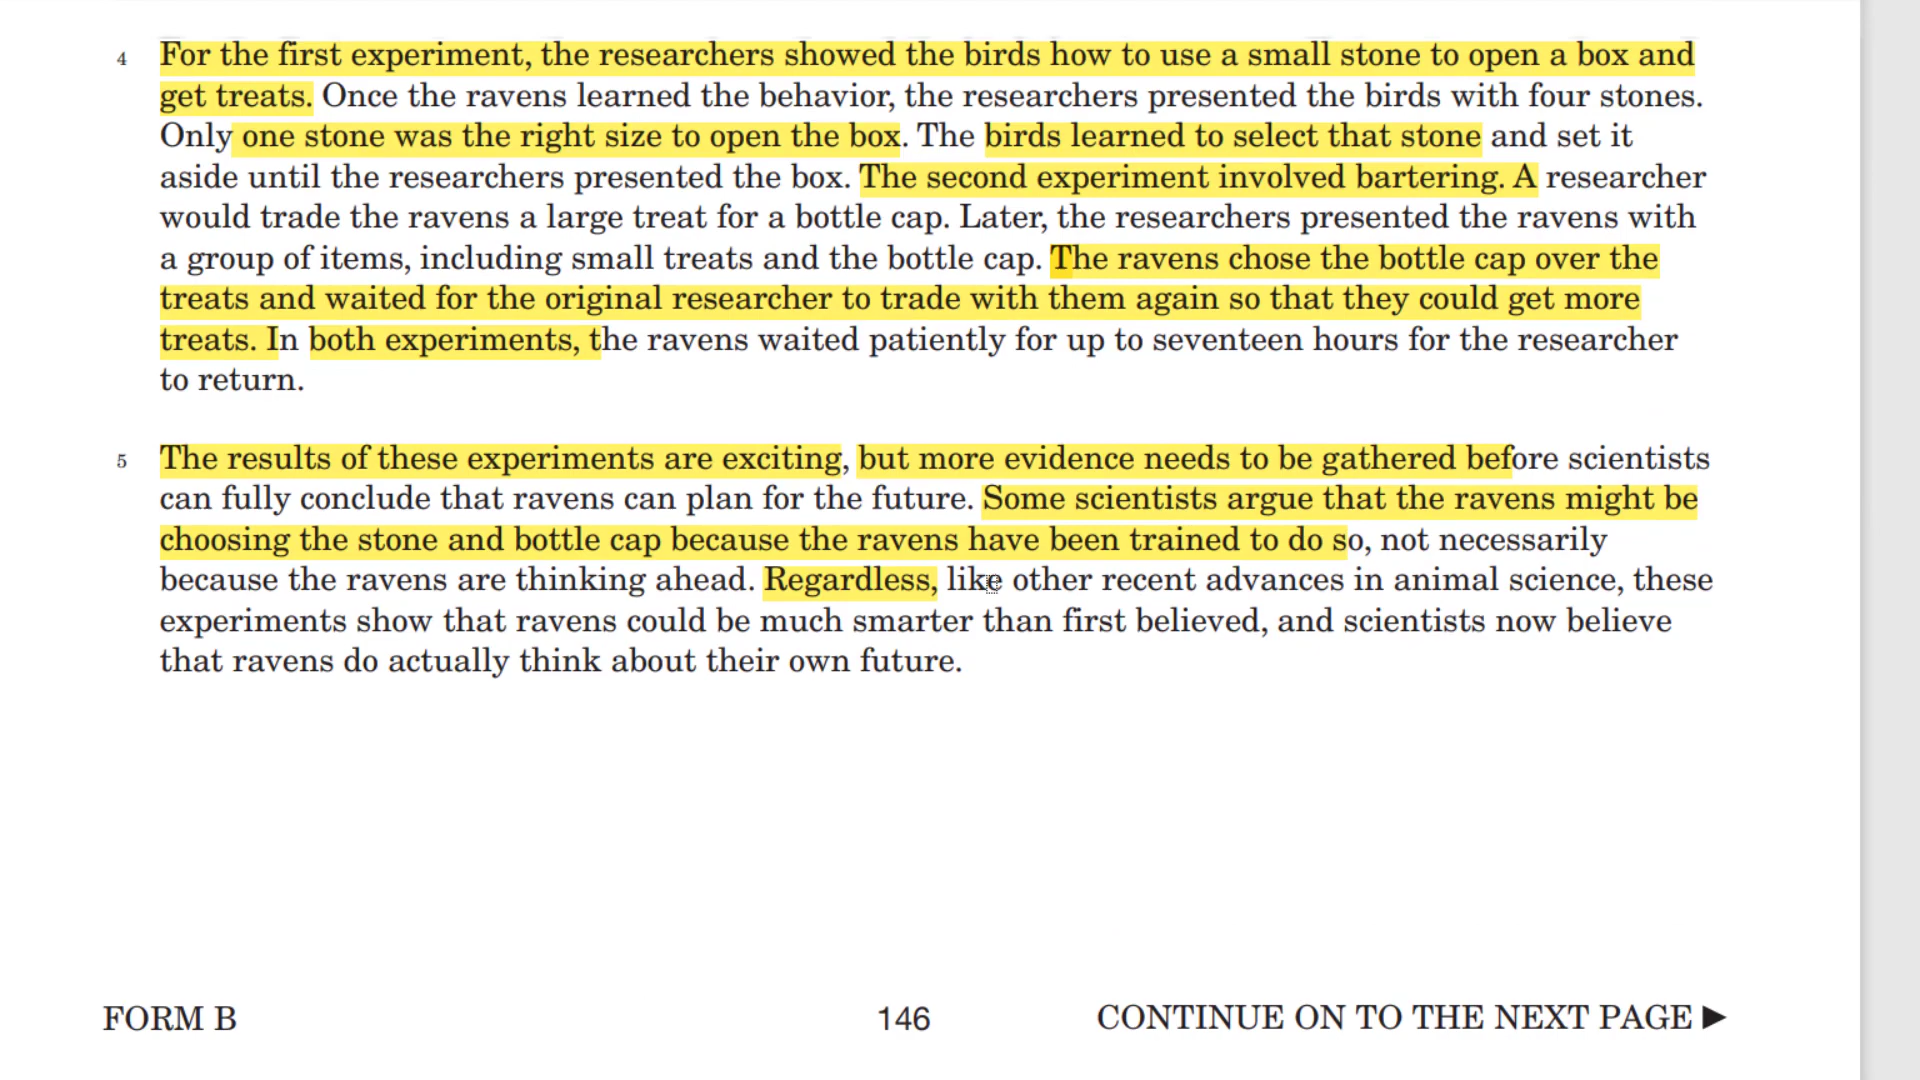 4 For the first experiment, the researchers showed the birds how to use a small stone to open a box and
get treats. Once the ravens learned the behavior, the researchers presented the birds with four stones.
Only one stone was the right size to open the box. The birds learned to select that stone and set it
aside until the researchers presented the box. The second experiment involved bartering. A researcher
would trade the ravens a large treat for a bottle cap. Later, the researchers presented the ravens with
a group of items, including small treats and the bottle cap. The ravens chose the bottle cap over the
treats and waited for the original researcher to trade with them again so that they could get more
treats. In both experiments, the ravens waited patiently for up to seventeen hours for the researcher
to return.
5 The results of these experiments are exciting, but more evidence needs to be gathered before scientists
can fully conclude that ravens can plan for the future. Some scientists argue that the ravens might be
choosing the stone and bottle cap because the ravens have been trained to do so, not necessarily
because the ravens are thinking ahead. Regardless, like other recent advances in animal science, these
experiments show that ravens could be much smarter than first believed, and scientists now believe
that ravens do actually think about their own future.
FORM B 146 CONTINUE ON TO THE NEXT PAGE ►